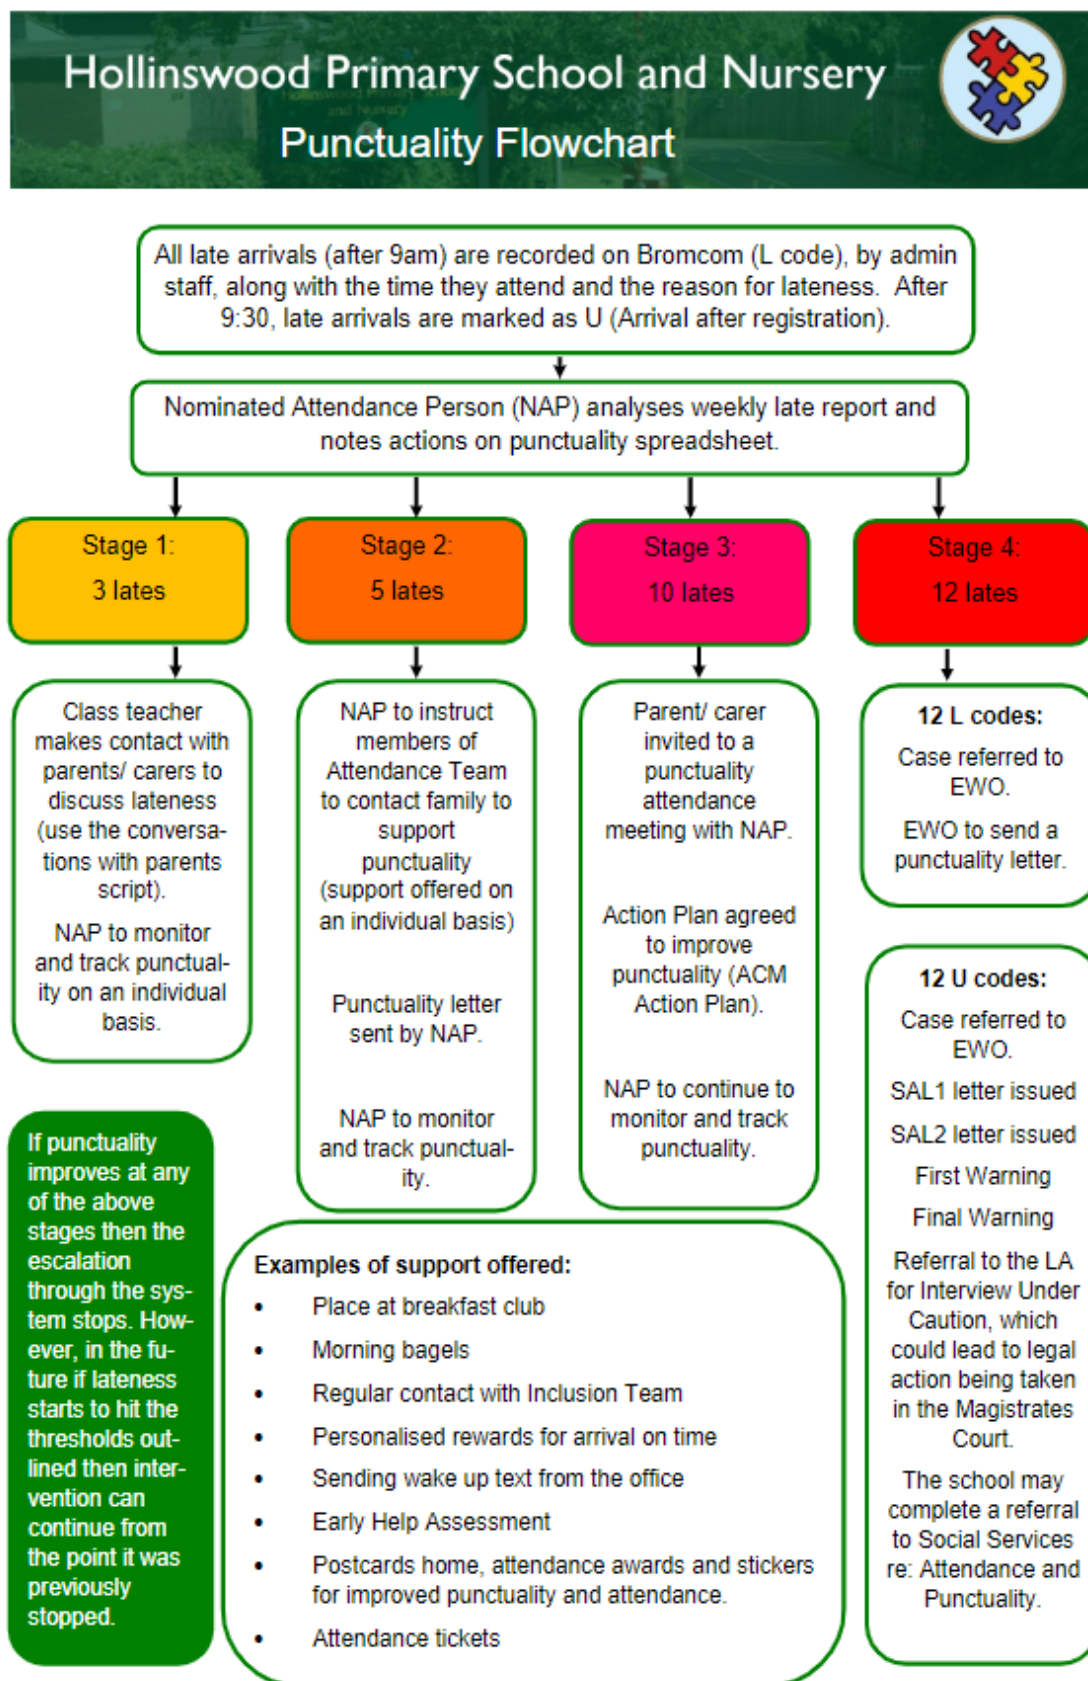 Hollinswood Primary School and Nursery
Punctuality Flowchart
All late arrivals (after 9am) are recorded on Bromcom (L code), by admin
staff, along with the time they attend and the reason for lateness.  After
9:30, late arrivals are marked as U (Arrival after registration).
Nominated Attendance Person (NAP) analyses weekly late report and
notes actions on punctuality spreadsheet.
Stage 1:
3 lates
Stage 2:
5 lates
Stage 3:
10 lates
Stage 4:
12 lates
Class teacher
makes contact with
parents/ carers to
discuss lateness
(use the conversa-
tions with parents
script).
NAP to monitor
and track punctual-
ity on an individual
basis.
NAP to instruct
members of
Attendance Team
to contact family to
support
punctuality
(support offered on
an individual basis)
Punctuality letter
sent by NAP.
NAP to monitor
and track punctual-
ity.
Parent/ carer
invited to a
punctuality
attendance
meeting with NAP.
Action Plan agreed
to improve
punctuality (ACM
Action Plan).
NAP to continue to
monitor and track
punctuality.
12 L codes:
Case referred to
EWO.
EWO to send a
punctuality letter.
12 U codes:
Case referred to
EWO.
SAL1 letter issued
SAL2 letter issued
First Warning
Final Warning
Referral to the LA
for Interview Under
Caution, which
could lead to legal
action being taken
in the Magistrates
Court.
The school may
complete a referral
to Social Services
re: Attendance and
Punctuality.
If punctuality
improves at any
of the above
stages then the
escalation
through the sys-
tem stops. How-
ever, in the fu-
ture if lateness
starts to hit the
thresholds out-
lined then inter-
vention can
continue from
the point it was
previously
stopped.
Examples of support offered:
• Place at breakfast club
• Morning bagels
• Regular contact with Inclusion Team
• Personalised rewards for arrival on time
• Sending wake up text from the office
• Early Help Assessment
• Postcards home, attendance awards and stickers
for improved punctuality and attendance.
• Attendance tickets